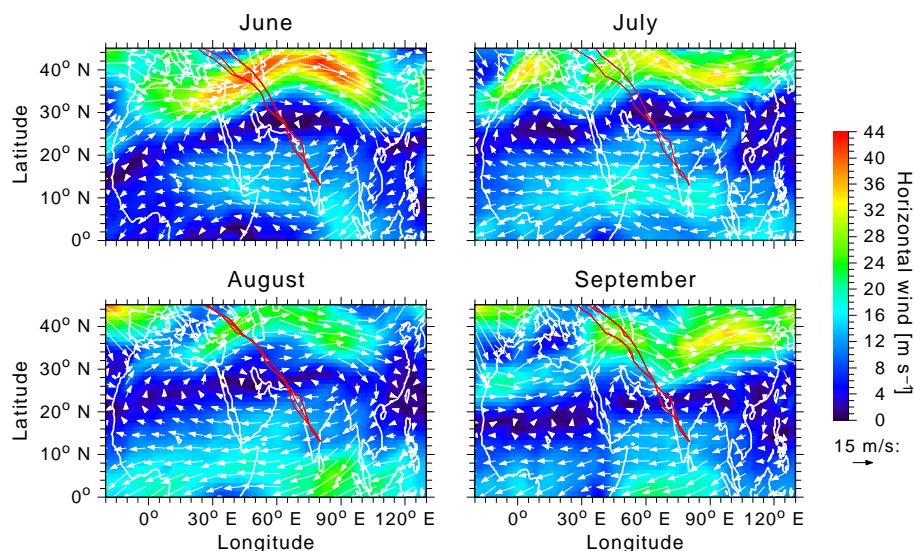 June
July
40° N
30° N
20° N
10° N
0°
Latitude
August
September
40° N
30° N
20° N
10° N
0°
Latitude
0°
30° E
60° E
90° E
120° E
0°
30° E
60° E
90° E
120° E
Longitude
Longitude
44
40
36
32
28
24
20
16
12
8
4
0
Horizontal wind [m s⁻¹]
15 m/s: